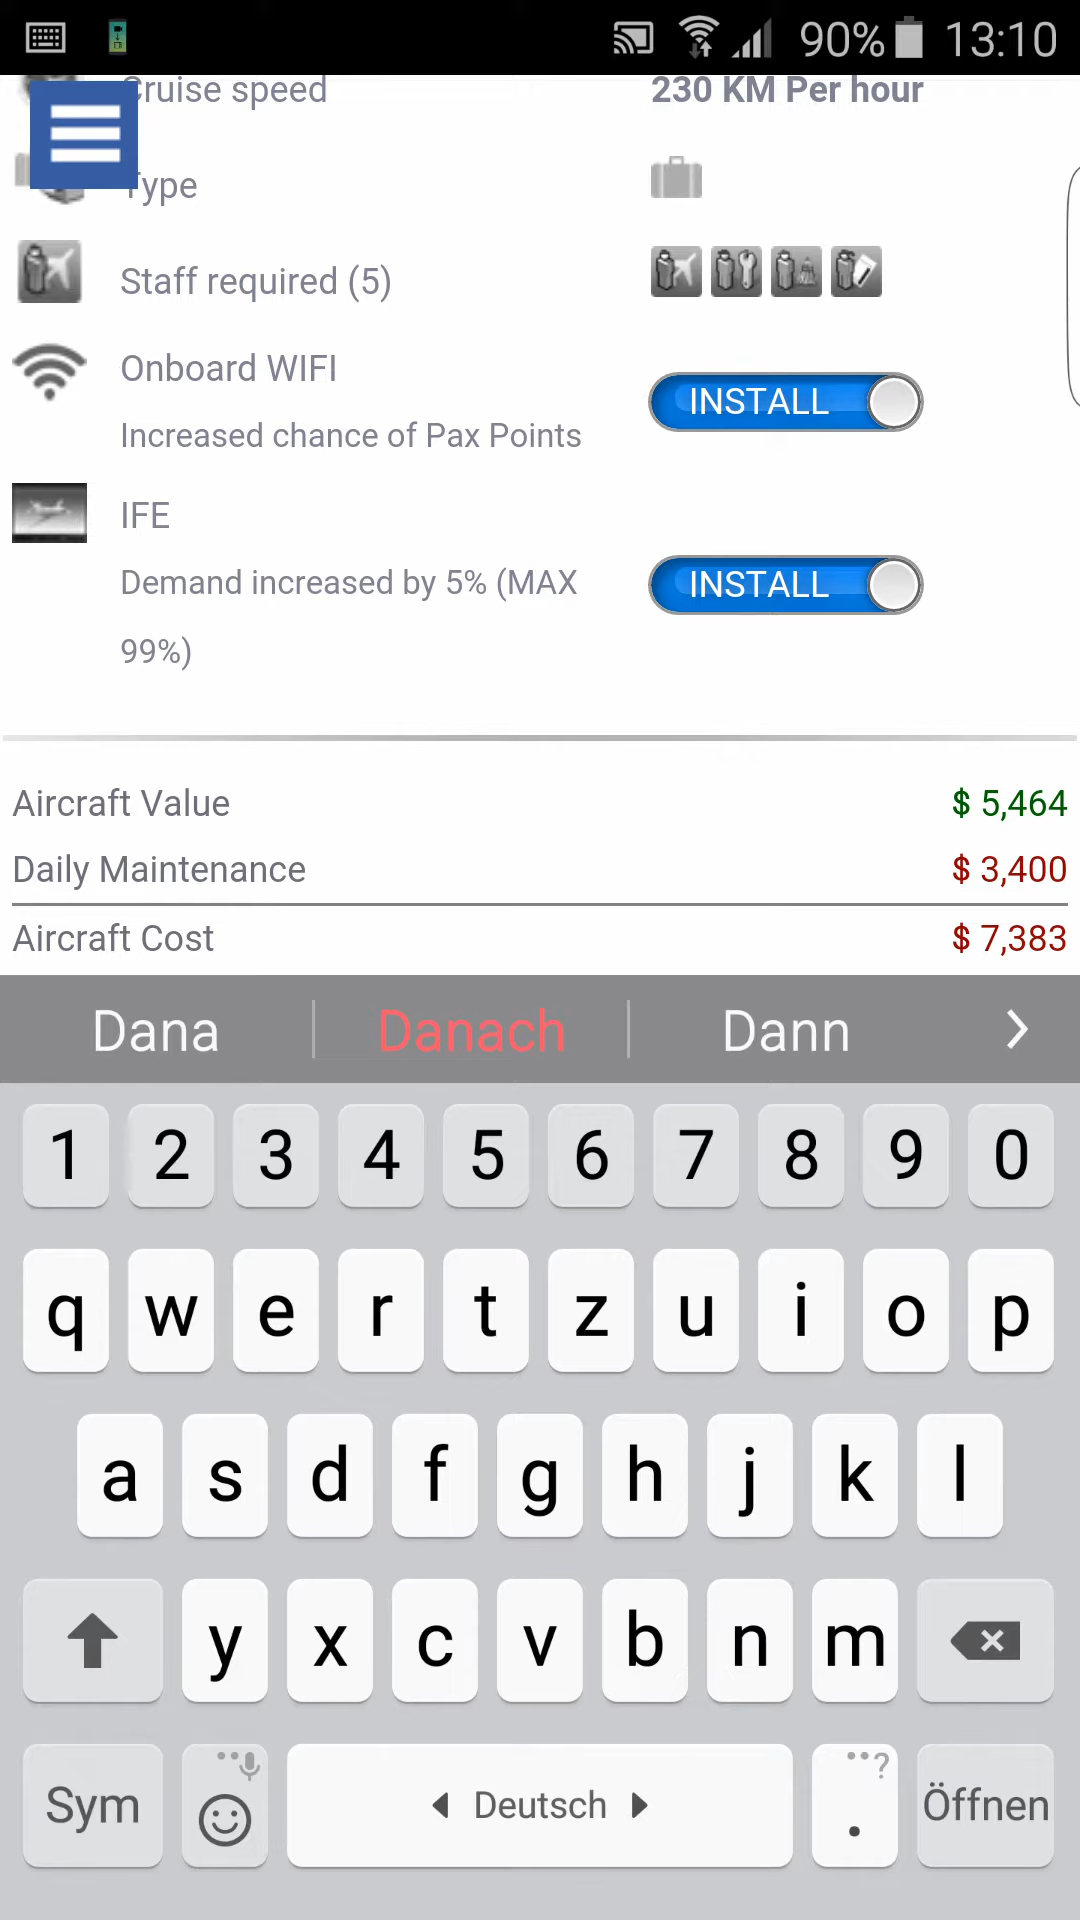 90% 13:10
Cruise speed 230 KM Per hour
Type
Staff required (5)
Onboard WIFI
INSTALL
Increased chance of Pax Points
IFE
Demand increased by 5% (MAX
INSTALL
99%)
Aircraft Value $ 5,464
Daily Maintenance $ 3,400
Aircraft Cost $ 7,383
Dana Danach Dann
1 2 3 4 5 6 7 8 9 0
q w e r t z u i o p
a s d f g h j k l
y x c v b n m
Sym Deutsch . ? Öffnen